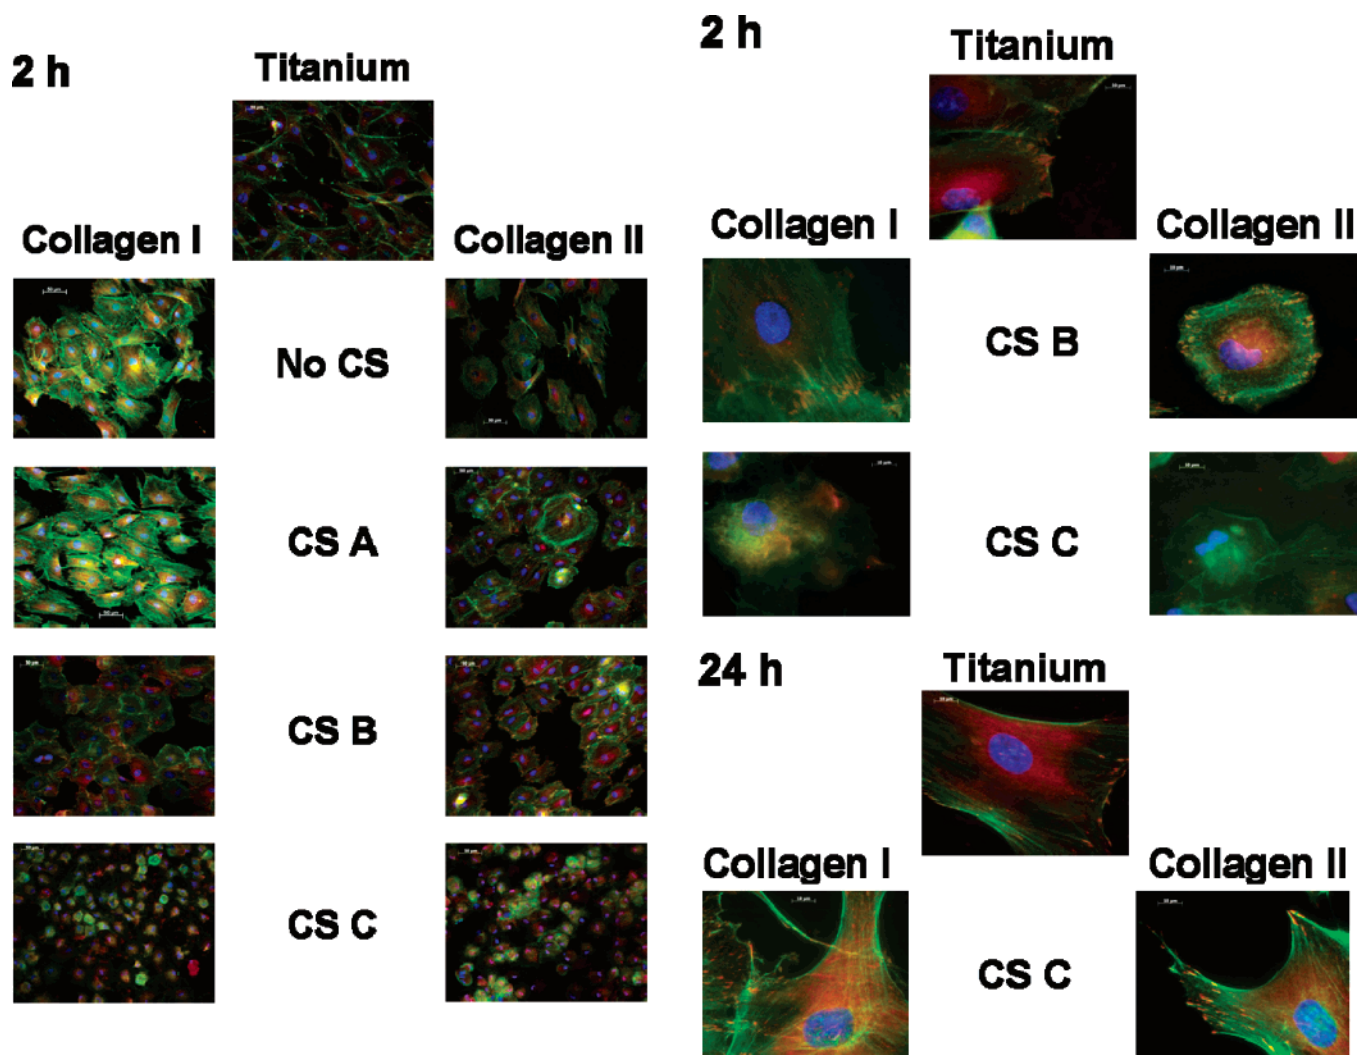 2 h
Titanium
Collagen I
Collagen II
No CS
CS A
CS B
CS C
2 h
Titanium
Collagen I
Collagen II
CS B
CS C
24 h
Titanium
Collagen I
Collagen II
CS C